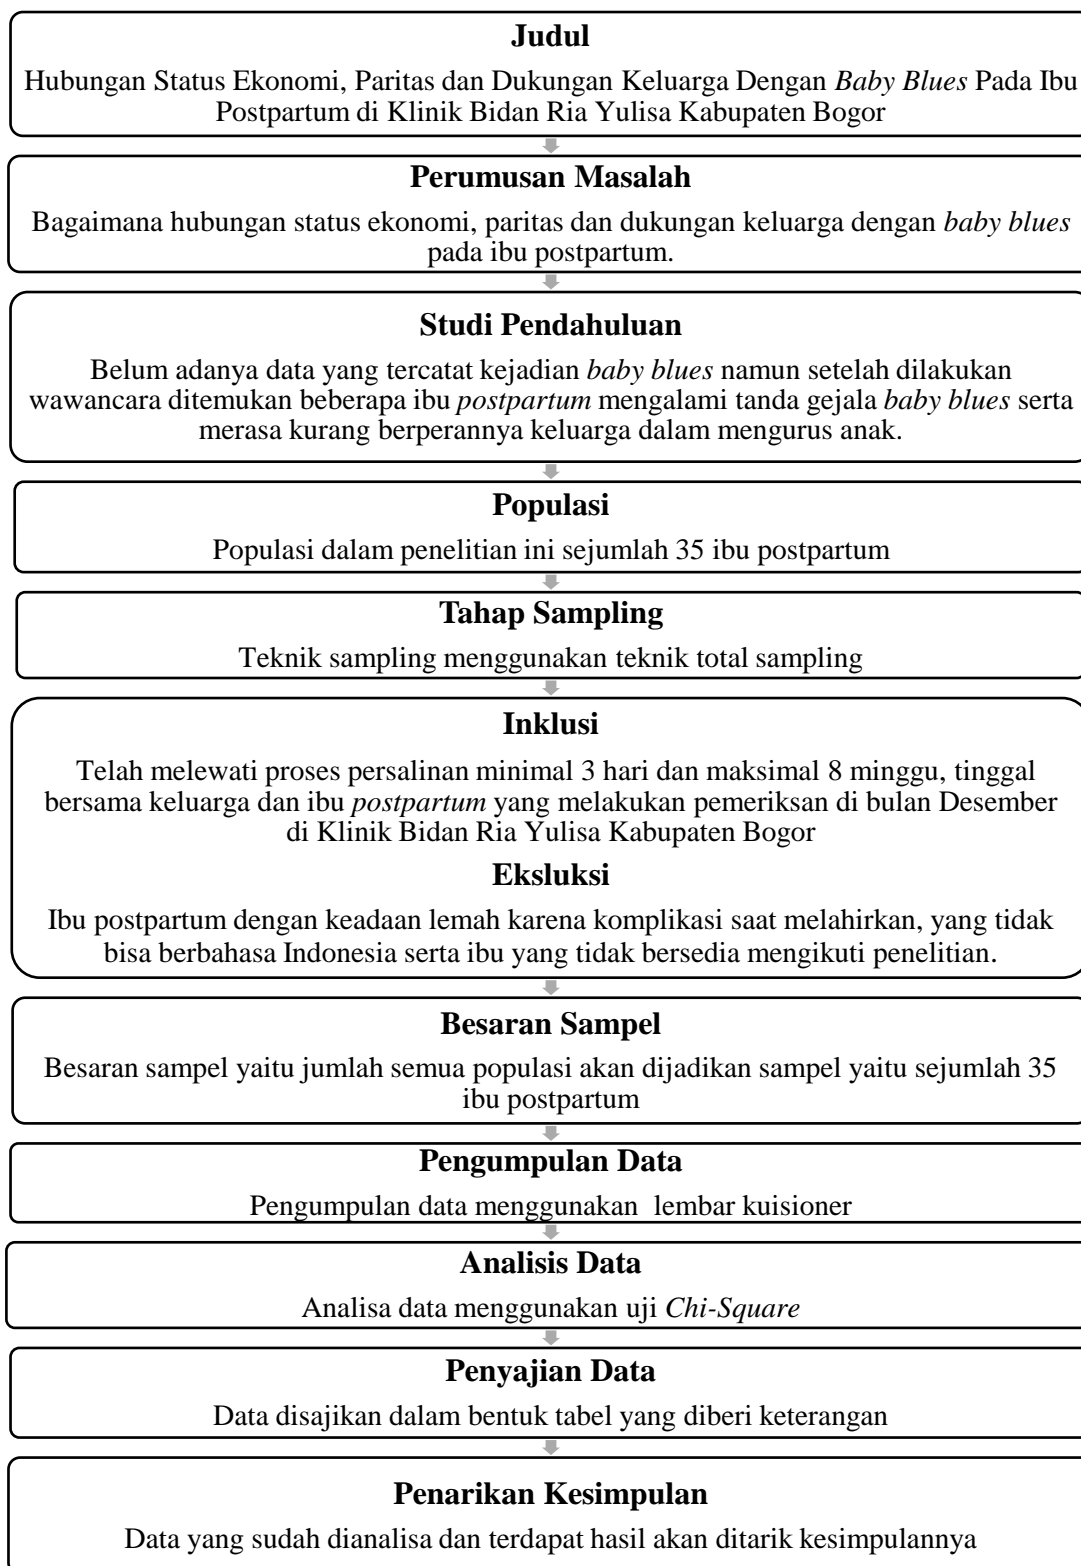 Judul
Hubungan Status Ekonomi, Paritas dan Dukungan Keluarga Dengan Baby Blues Pada Ibu
Postpartum di Klinik Bidan Ria Yulisa Kabupaten Bogor
Perumusan Masalah
Bagaimana hubungan status ekonomi, paritas dan dukungan keluarga dengan baby blues
pada ibu postpartum.
Studi Pendahuluan
Belum adanya data yang tercatat kejadian baby blues namun setelah dilakukan
wawancara ditemukan beberapa ibu postpartum mengalami tanda gejala baby blues serta
merasa kurang berperannya keluarga dalam mengurus anak.
Populasi
Populasi dalam penelitian ini sejumlah 35 ibu postpartum
Tahap Sampling
Teknik sampling menggunakan teknik total sampling
Inklusi
Telah melewati proses persalinan minimal 3 hari dan maksimal 8 minggu, tinggal
bersama keluarga dan ibu postpartum yang melakukan pemeriksan di bulan Desember
di Klinik Bidan Ria Yulisa Kabupaten Bogor
Eksluksi
Ibu postpartum dengan keadaan lemah karena komplikasi saat melahirkan, yang tidak
bisa berbahasa Indonesia serta ibu yang tidak bersedia mengikuti penelitian.
Besaran Sampel
Besaran sampel yaitu jumlah semua populasi akan dijadikan sampel yaitu sejumlah 35
ibu postpartum
Pengumpulan Data
Pengumpulan data menggunakan lembar kuisioner
Analisis Data
Analisa data menggunakan uji Chi-Square
Penyajian Data
Data disajikan dalam bentuk tabel yang diberi keterangan
Penarikan Kesimpulan
Data yang sudah dianalisa dan terdapat hasil akan ditarik kesimpulannya